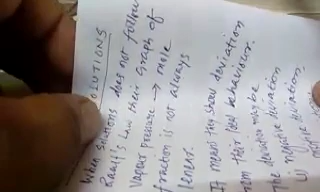 SOLUTIONS
When solutions does not follow
Raoult's Law their Graph of
Vapour pressure → mole
fraction is not always
linear.
It means they show deviation
from their ideal behaviour.
The deviation may be
negative deviation